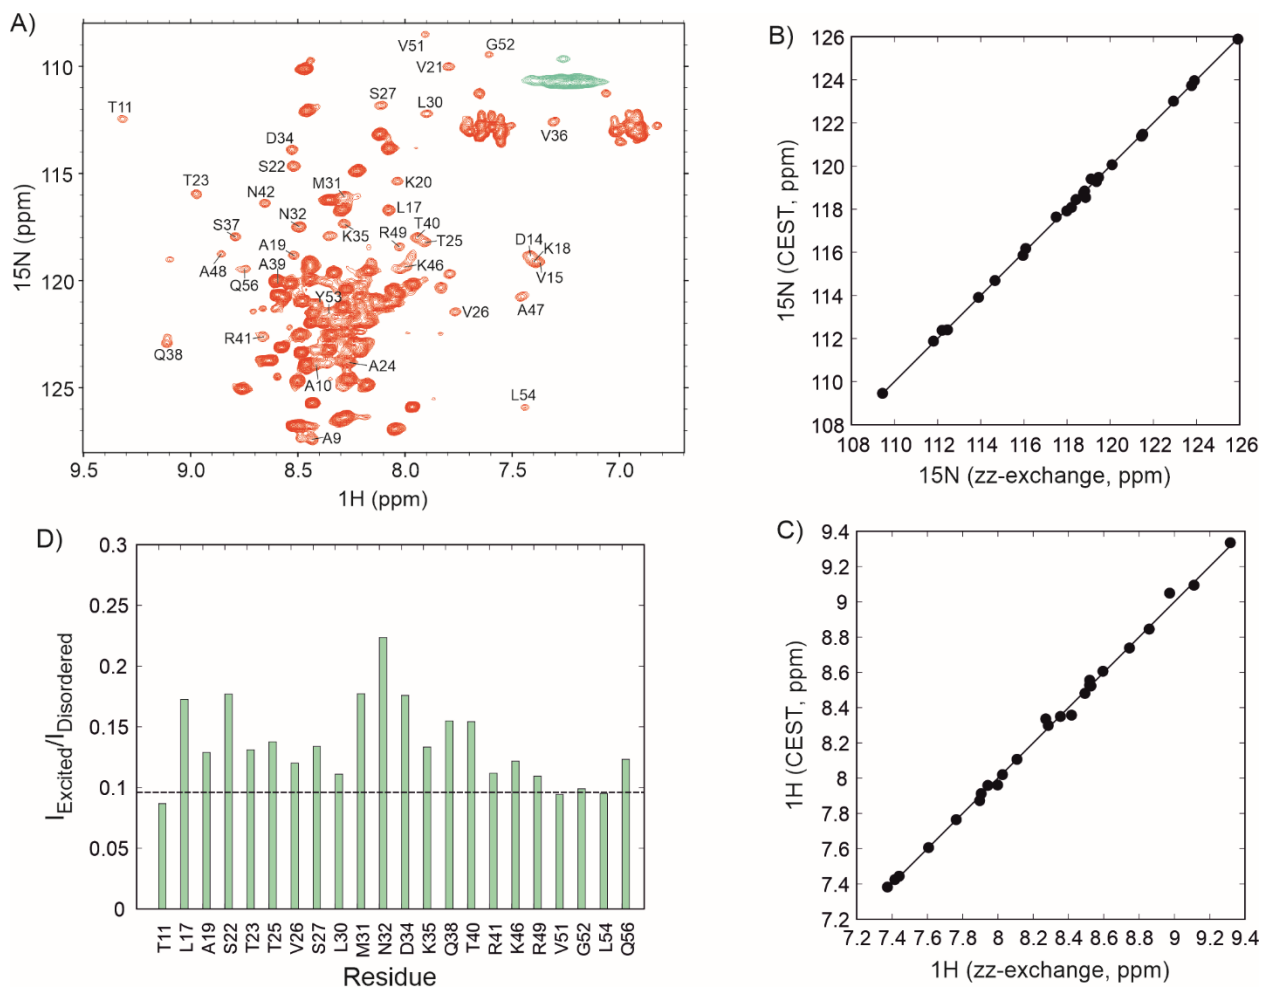 A)
V51
G52
V21
S27
L30
T11
V36
D34
S22
T23
M31
K20
N42
L17
S37
N32
K35
T40
R49
T25
D14
K18
A19
A48
A39
K46
V15
Q56
Y53
V26
A47
R41
Q38
A24
A10
L54
A9
110
115
120
125
15N (ppm)
9.5 9.0 8.5 8.0 7.5 7.0
1H (ppm)
B)
126
124
122
120
118
116
114
112
110
108
15N (CEST, ppm)
108 110 112 114 116 118 120 122 124 126
15N (zz-exchange, ppm)
D)
0.3
0.25
0.2
0.15
0.1
0.05
0
IExcited/IDisordered
T11 L17 A19 S22 T23 T25 V26 S27 L30 M31 N32 D34 K35 Q38 T40 R41 K46 R49 V51 G52 L54 Q56
Residue
C)
9.4
9.4
9.2
9
8.8
8.6
8.4
8.2
8
7.8
7.6
7.4
7.2
1H (CEST, ppm)
7.2 7.4 7.6 7.8 8 8.2 8.4 8.6 8.8 9 9.2 9.4
1H (zz-exchange, ppm)